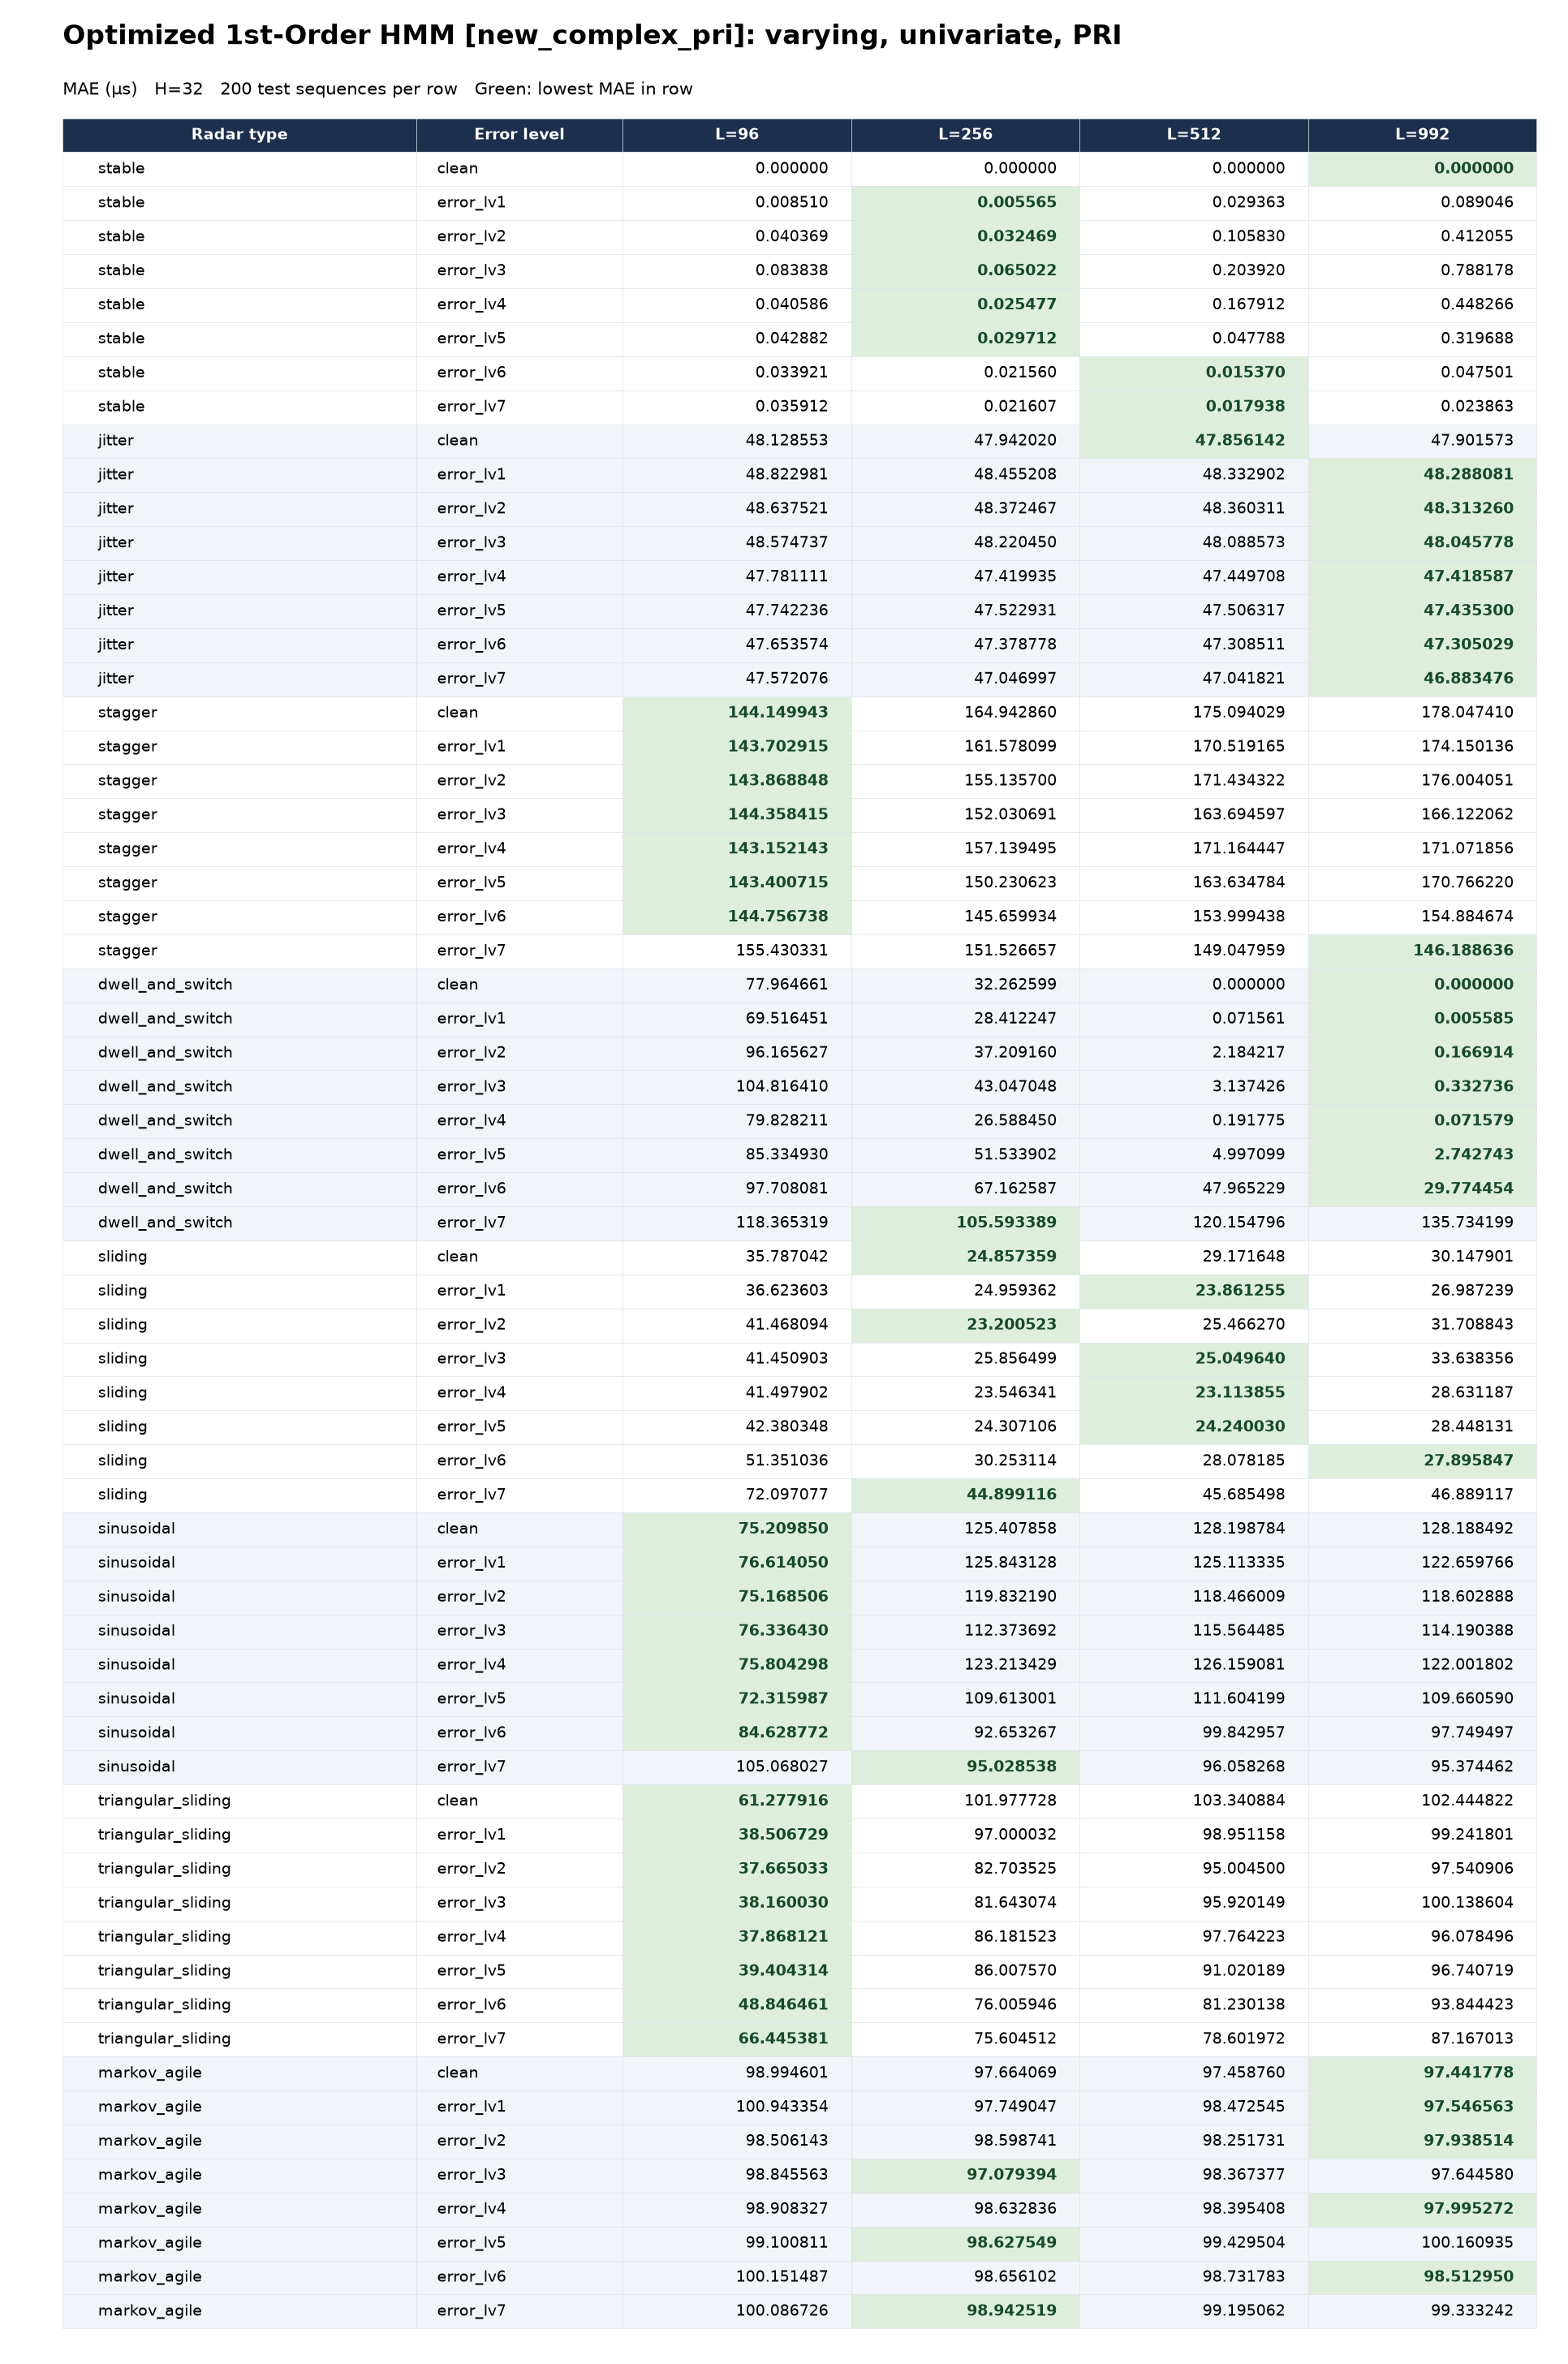 Optimized 1st-Order HMM [new_complex_pri]: varying, univariate, PRI
MAE (µs) H=32 200 test sequences per row Green: lowest MAE in row
Radar type Error level L=96 L=256 L=512 L=992
stable clean 0.000000 0.000000 0.000000 0.000000
stable error_lv1 0.008510 0.005565 0.029363 0.089046
stable error_lv2 0.040369 0.032469 0.105830 0.412055
stable error_lv3 0.083838 0.065022 0.203920 0.788178
stable error_lv4 0.040586 0.025477 0.167912 0.448266
stable error_lv5 0.042882 0.029712 0.047788 0.319688
stable error_lv6 0.033921 0.021560 0.015370 0.047501
stable error_lv7 0.035912 0.021607 0.017938 0.023863
jitter clean 48.128553 47.942020 47.856142 47.901573
jitter error_lv1 48.822981 48.455208 48.332902 48.288081
jitter error_lv2 48.637521 48.372467 48.360311 48.313260
jitter error_lv3 48.574737 48.220450 48.088573 48.045778
jitter error_lv4 47.781111 47.419935 47.449708 47.418587
jitter error_lv5 47.742236 47.522931 47.506317 47.435300
jitter error_lv6 47.653574 47.378778 47.308511 47.305029
jitter error_lv7 47.572076 47.046997 47.041821 46.883476
stagger clean 144.149943 164.942860 175.094029 178.047410
stagger error_lv1 143.702915 161.578099 170.519165 174.150136
stagger error_lv2 143.868848 155.135700 171.434322 176.004051
stagger error_lv3 144.358415 152.030691 163.694597 166.122062
stagger error_lv4 143.152143 157.139495 171.164447 171.071856
stagger error_lv5 143.400715 150.230623 163.634784 170.766220
stagger error_lv6 144.756738 145.659934 153.999438 154.884674
stagger error_lv7 155.430331 151.526657 149.047959 146.188636
dwell_and_switch clean 77.964661 32.262599 0.000000 0.000000
dwell_and_switch error_lv1 69.516451 28.412247 0.071561 0.005585
dwell_and_switch error_lv2 96.165627 37.209160 2.184217 0.166914
dwell_and_switch error_lv3 104.816410 43.047048 3.137426 0.332736
dwell_and_switch error_lv4 79.828211 26.588450 0.191775 0.071579
dwell_and_switch error_lv5 85.334930 51.533902 4.997099 2.742743
dwell_and_switch error_lv6 97.708081 67.162587 47.965229 29.774454
dwell_and_switch error_lv7 118.365319 105.593389 120.154796 135.734199
sliding clean 35.787042 24.857359 29.171648 30.147901
sliding error_lv1 36.623603 24.959362 23.861255 26.987239
sliding error_lv2 41.468094 23.200523 25.466270 31.708843
sliding error_lv3 41.450903 25.856499 25.049640 33.638356
sliding error_lv4 41.497902 23.546341 23.113855 28.631187
sliding error_lv5 42.380348 24.307106 24.240030 28.448131
sliding error_lv6 51.351036 30.253114 28.078185 27.895847
sliding error_lv7 72.097077 44.899116 45.685498 46.889117
sinusoidal clean 75.209850 125.407858 128.198784 128.188492
sinusoidal error_lv1 76.614050 125.843128 125.113335 122.659766
sinusoidal error_lv2 75.168506 119.832190 118.466009 118.602888
sinusoidal error_lv3 76.336430 112.373692 115.564485 114.190388
sinusoidal error_lv4 75.804298 123.213429 126.159081 122.001802
sinusoidal error_lv5 72.315987 109.613001 111.604199 109.660590
sinusoidal error_lv6 84.628772 92.653267 99.842957 97.749497
sinusoidal error_lv7 105.068027 95.028538 96.058268 95.374462
triangular_sliding clean 61.277916 101.977728 103.340884 102.444822
triangular_sliding error_lv1 38.506729 97.000032 98.951158 99.241801
triangular_sliding error_lv2 37.665033 82.703525 95.004500 97.540906
triangular_sliding error_lv3 38.160030 81.643074 95.920149 100.138604
triangular_sliding error_lv4 37.868121 86.181523 97.764223 96.078496
triangular_sliding error_lv5 39.404314 86.007570 91.020189 96.740719
triangular_sliding error_lv6 48.846461 76.005946 81.230138 93.844423
triangular_sliding error_lv7 66.445381 75.604512 78.601972 87.167013
markov_agile clean 98.994601 97.664069 97.458760 97.441778
markov_agile error_lv1 100.943354 97.749047 98.472545 97.546563
markov_agile error_lv2 98.506143 98.598741 98.251731 97.938514
markov_agile error_lv3 98.845563 97.079394 98.367377 97.644580
markov_agile error_lv4 98.908327 98.632836 98.395408 97.995272
markov_agile error_lv5 99.100811 98.627549 99.429504 100.160935
markov_agile error_lv6 100.151487 98.656102 98.731783 98.512950
markov_agile error_lv7 100.086726 98.942519 99.195062 99.333242